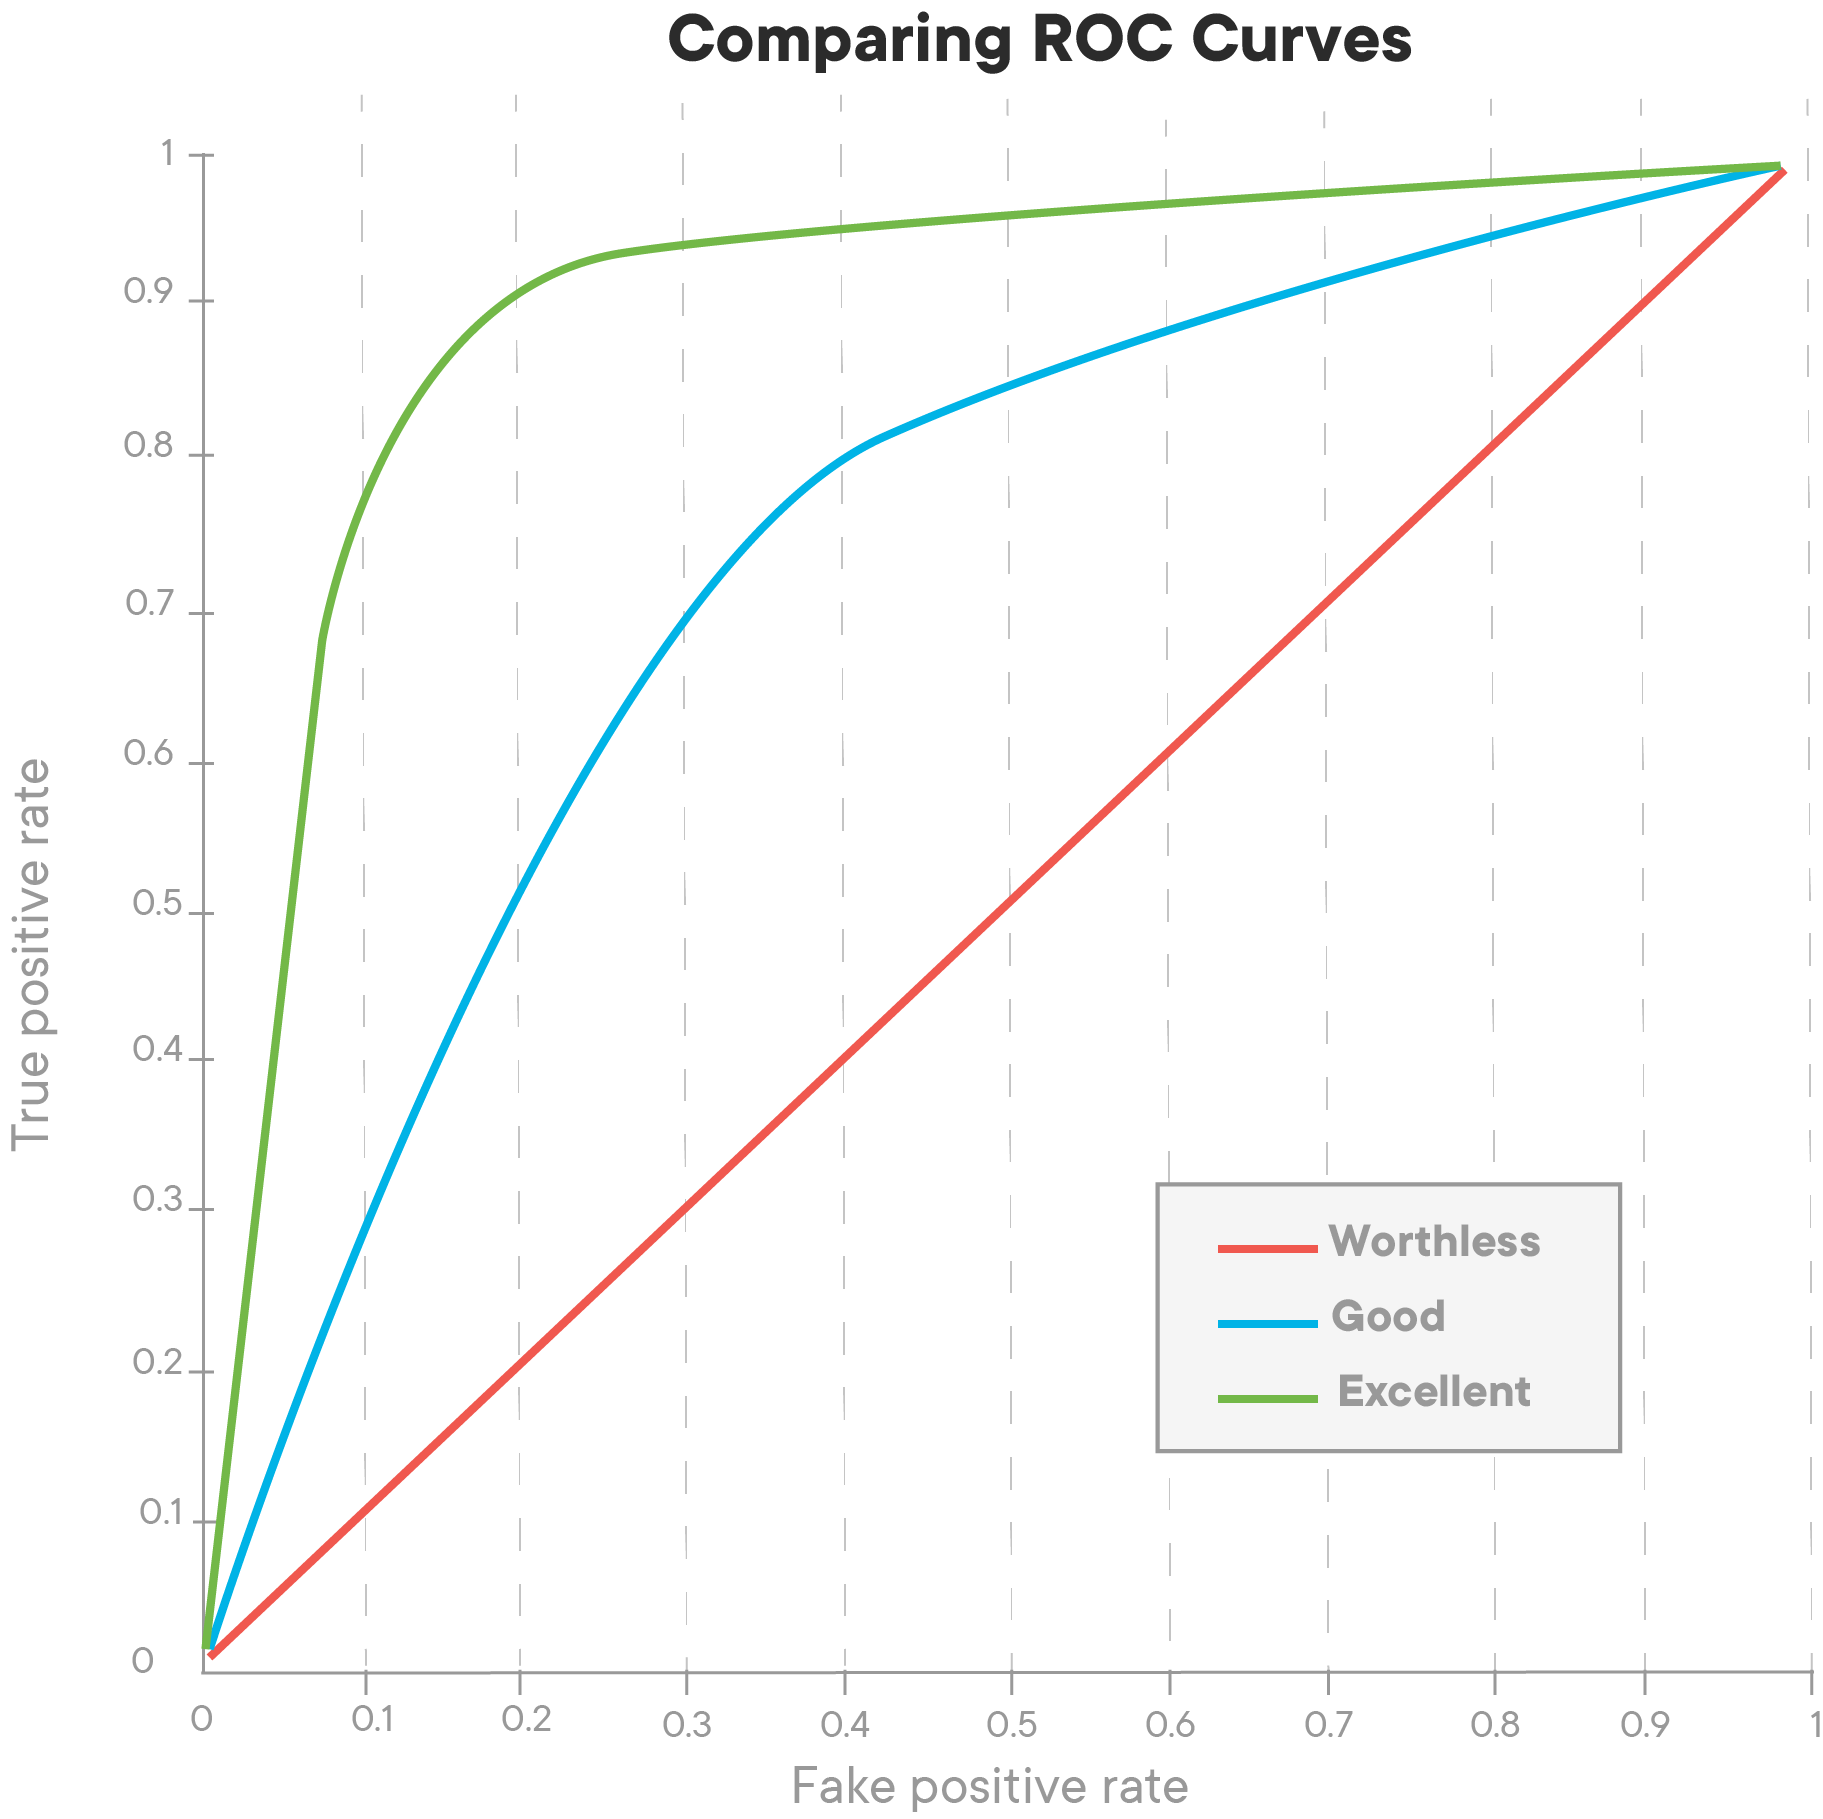 Comparing ROC Curves
1
0.9
0.8
0.7
0.6
0.5
0.4
0.3
0.2
0.1
0
True positive rate
Worthless
Good
Excellent
0 0.1 0.2 0.3 0.4 0.5 0.6 0.7 0.8 0.9 1
Fake positive rate